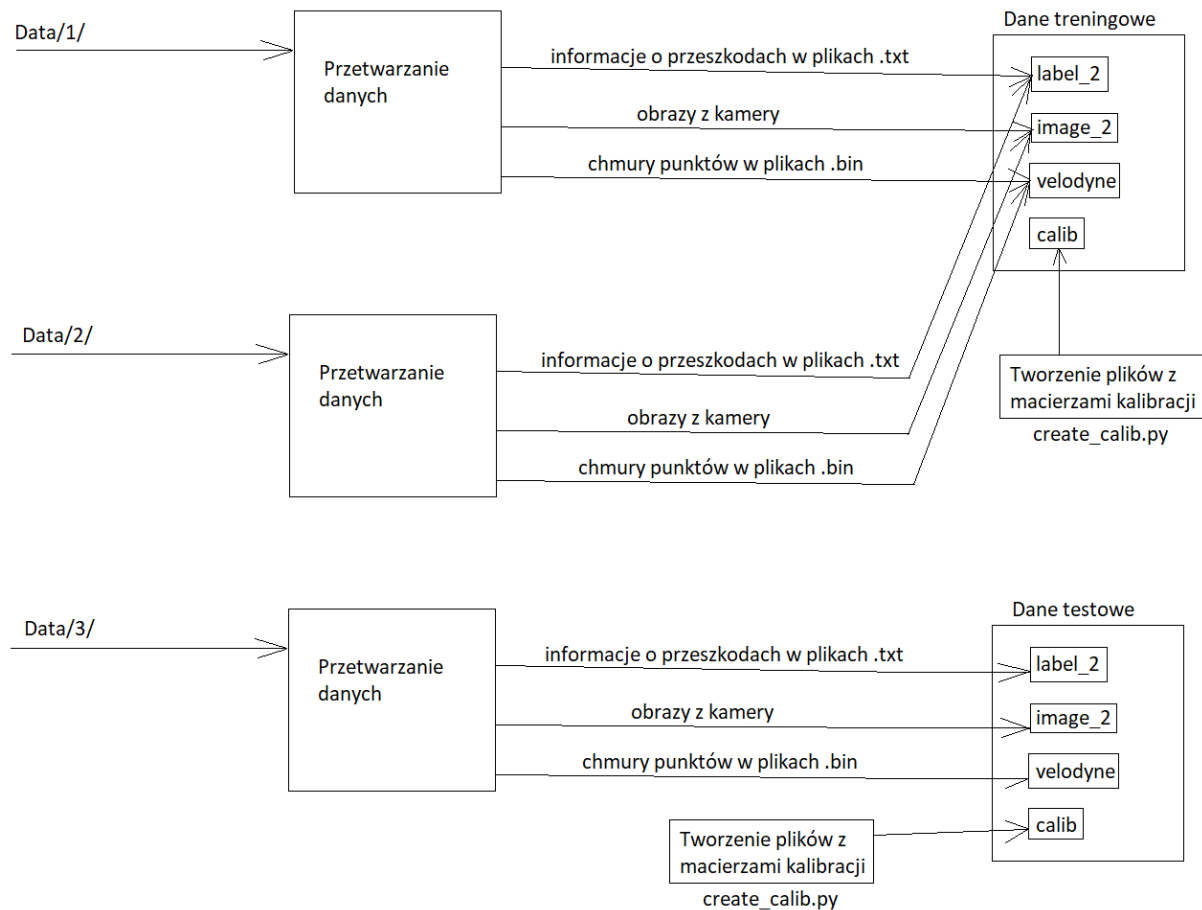 Data/1/
Przetwarzanie
danych
informacje o przeszkodach w plikach .txt
obrazy z kamery
chmury punktów w plikach .bin
Dane treningowe
label_2
image_2
velodyne
calib
Tworzenie plików z
macierzami kalibracji
create_calib.py
Data/2/
Przetwarzanie
danych
informacje o przeszkodach w plikach .txt
obrazy z kamery
chmury punktów w plikach .bin
Data/3/
Przetwarzanie
danych
informacje o przeszkodach w plikach .txt
obrazy z kamery
chmury punktów w plikach .bin
Dane testowe
label_2
image_2
velodyne
calib
Tworzenie plików z
macierzami kalibracji
create_calib.py